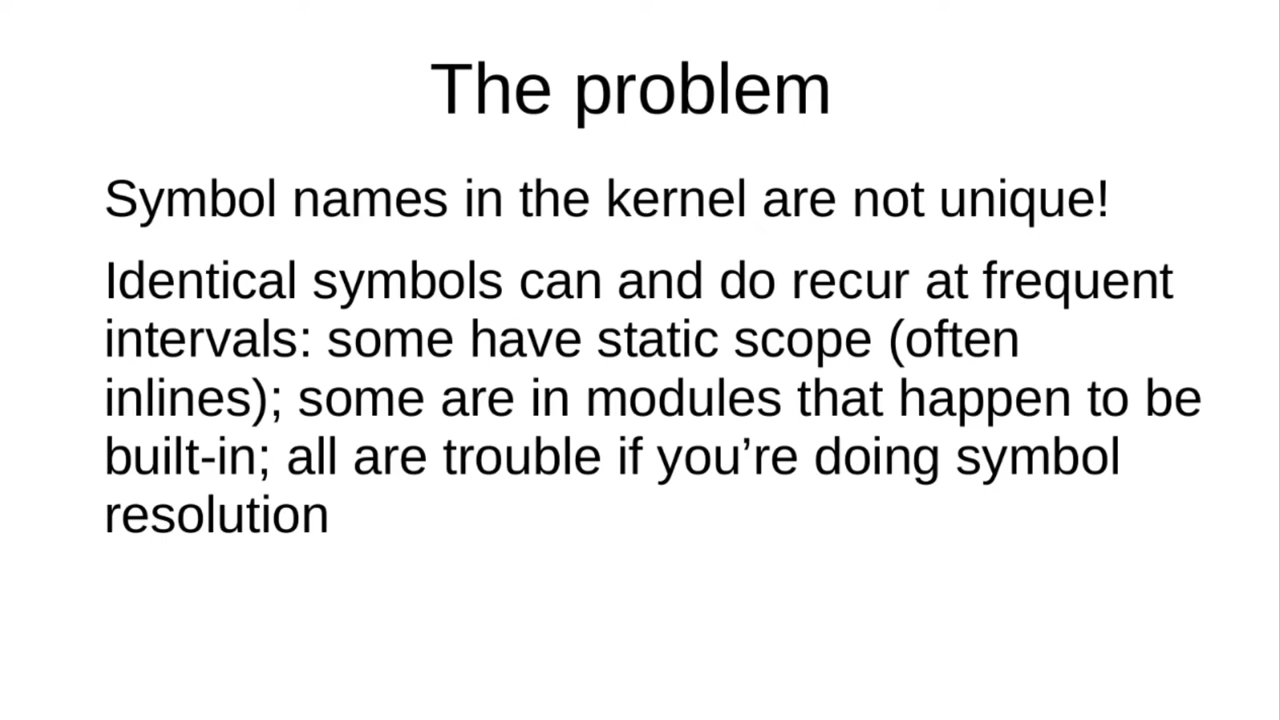 The problem
Symbol names in the kernel are not unique!
Identical symbols can and do recur at frequent
intervals: some have static scope (often
inlines); some are in modules that happen to be
built-in; all are trouble if you’re doing symbol
resolution